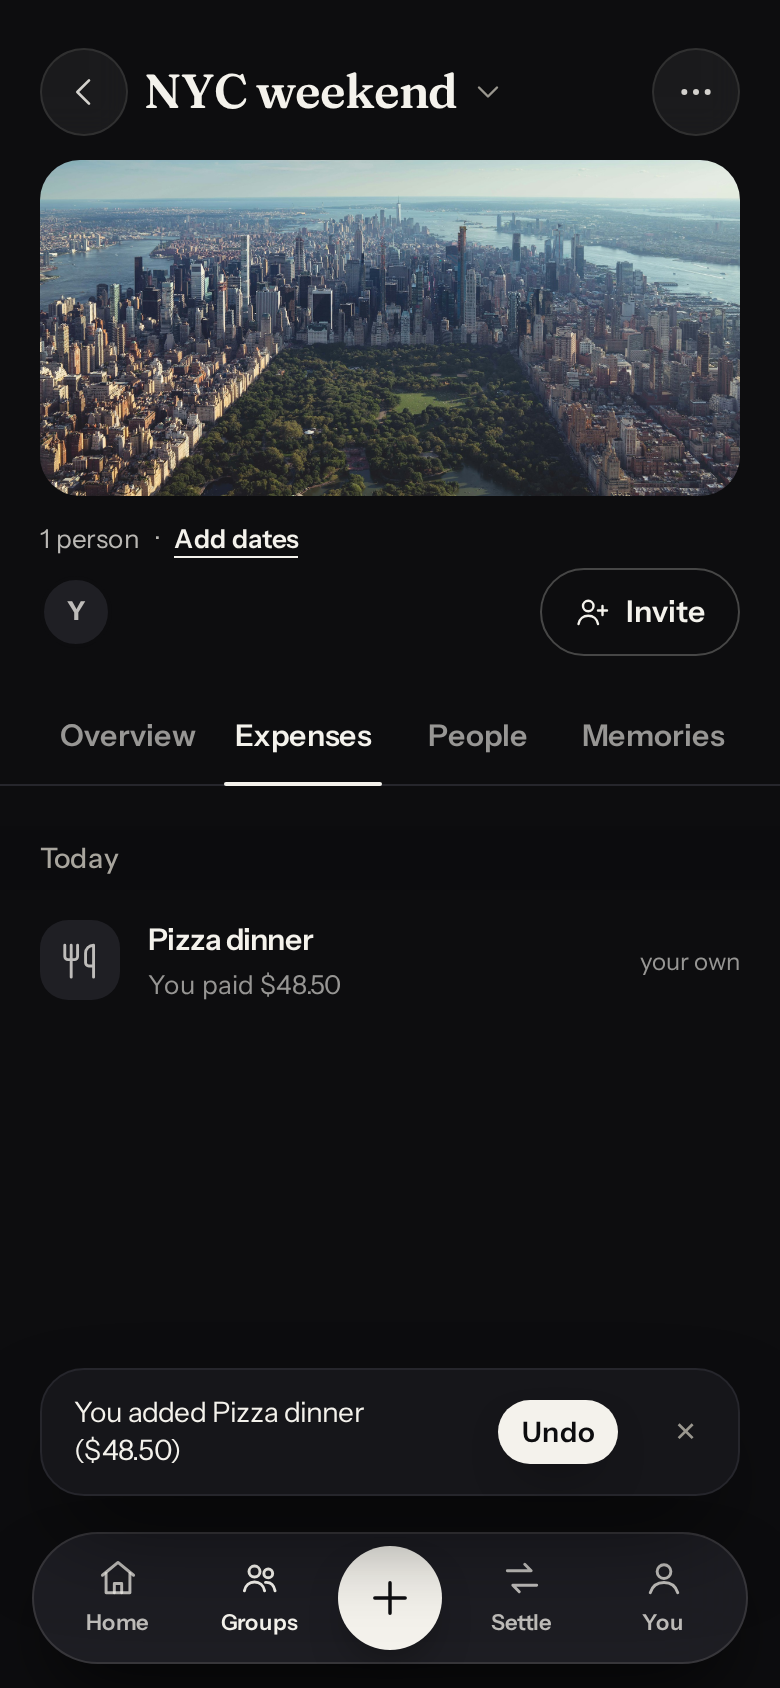 NYC weekend
1 person · Add dates
Y
Invite
Overview Expenses People Memories
Today
Pizza dinner
You paid $48.50
your own
You added Pizza dinner
($48.50)
Undo
Home Groups Settle You